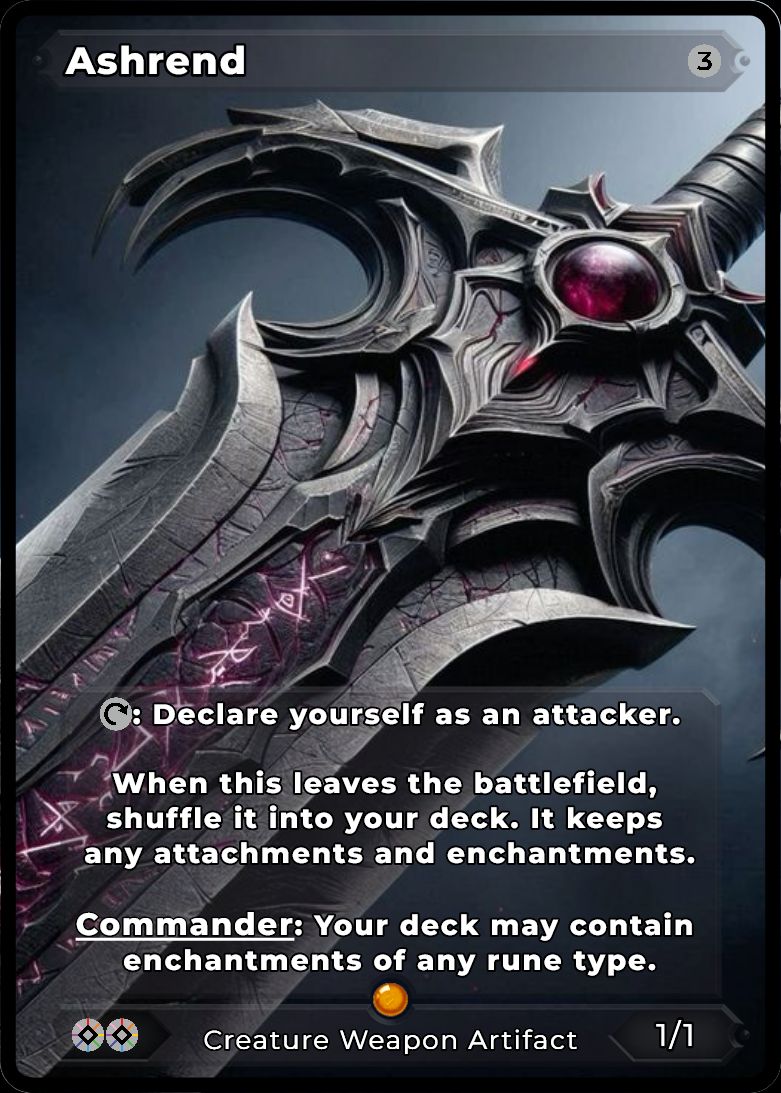 Ashrend
3
: Declare yourself as an attacker.
When this leaves the battlefield,
shuffle it into your deck. It keeps
any attachments and enchantments.
Commander: Your deck may contain
enchantments of any rune type.
Creature Weapon Artifact
1/1